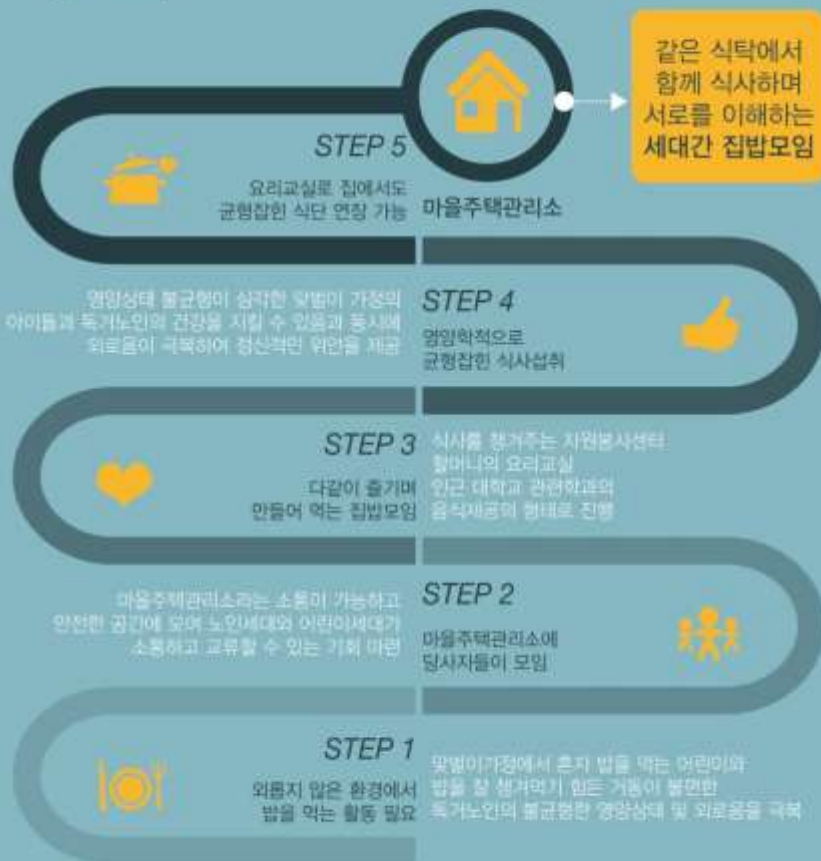 같은 식탁에서
함께 식사하며
서로를 이해하는
세대간 집밥모임
STEP 5
요리교실로 집에서도
균형잡힌 식단 연장 가능
마을주택관리소
영양상태 불균형이 심각한 맞벌이 가정의
아이들과 독거노인의 건강을 지킬 수 있음과 동시에
외로움이 극복하여 정신적인 위안을 제공
STEP 4
영양학적으로
균형잡힌 식사섭취
STEP 3
다같이 즐기며
만들어 먹는 집밥모임
식사를 챙겨주는 자원봉사센터
할머니의 요리교실
인근 대학교 관련학과의
음식제공의 형태로 진행
마을주택관리소라는 소통이 가능하고
안전한 공간에 모여 노인세대와 어린이세대가
소통하고 교류할 수 있는 기회 마련
STEP 2
마을주택관리소에
당사자들이 모임
STEP 1
외롭지 않은 환경에서
밥을 먹는 활동 필요
맞벌이가정에서 혼자 밥을 먹는 어린이와
밥을 잘 챙겨먹기 힘든 거동이 불편한
독거노인의 불균형한 영양상태 및 외로움을 극복